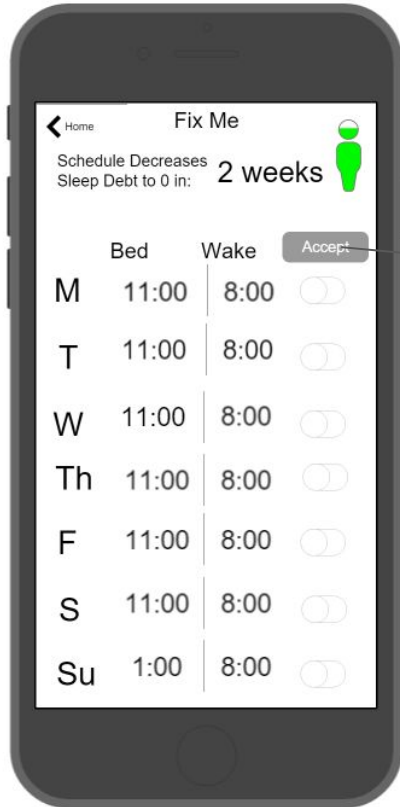 Home Fix Me
Schedule Decreases
Sleep Debt to 0 in: 2 weeks
Bed Wake Accept
M 11:00 8:00
T 11:00 8:00
W 11:00 8:00
Th 11:00 8:00
F 11:00 8:00
S 11:00 8:00
Su 1:00 8:00